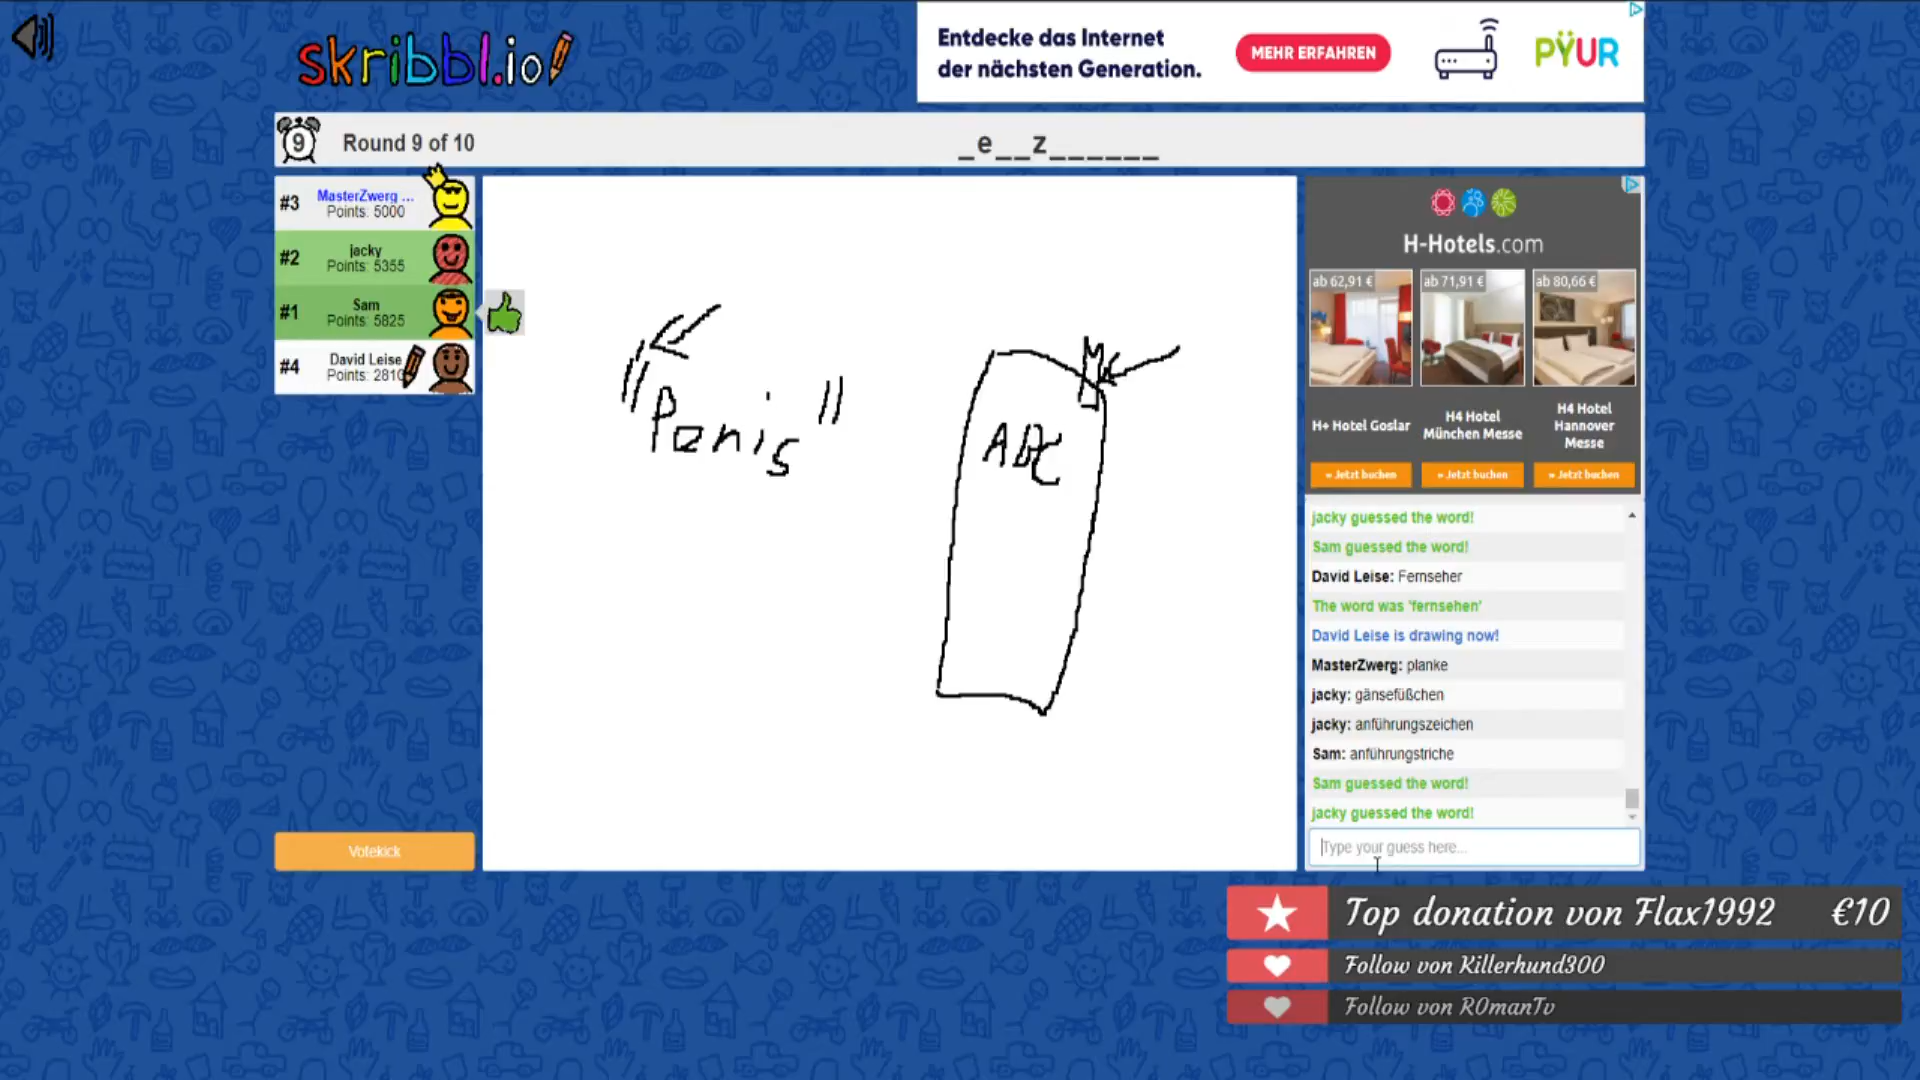 skribbl.io
Entdecke das Internet
der nächsten Generation.
MEHR ERFAHREN
PŸUR
9
Round 9 of 10
_e__z______
#3
MasterZwerg ...
Points: 5000
#2
jacky
Points: 5355
#1
Sam
Points: 5825
#4
David Leise
Points: 2810
"Penis"
ABC
H-Hotels.com
ab 62,91 €
ab 71,91 €
ab 80,66 €
H+ Hotel Goslar
H4 Hotel
München Messe
H4 Hotel
Hannover
Messe
» Jetzt buchen
» Jetzt buchen
» Jetzt buchen
jacky guessed the word!
Sam guessed the word!
David Leise: Fernseher
The word was 'fernsehen'
David Leise is drawing now!
MasterZwerg: planke
jacky: gänsefüßchen
jacky: anführungszeichen
Sam: anführungstriche
Sam guessed the word!
jacky guessed the word!
Type your guess here...
Votekick
Top donation von Flax1992 €10
Follow von Killerhund300
Follow von R0manTv